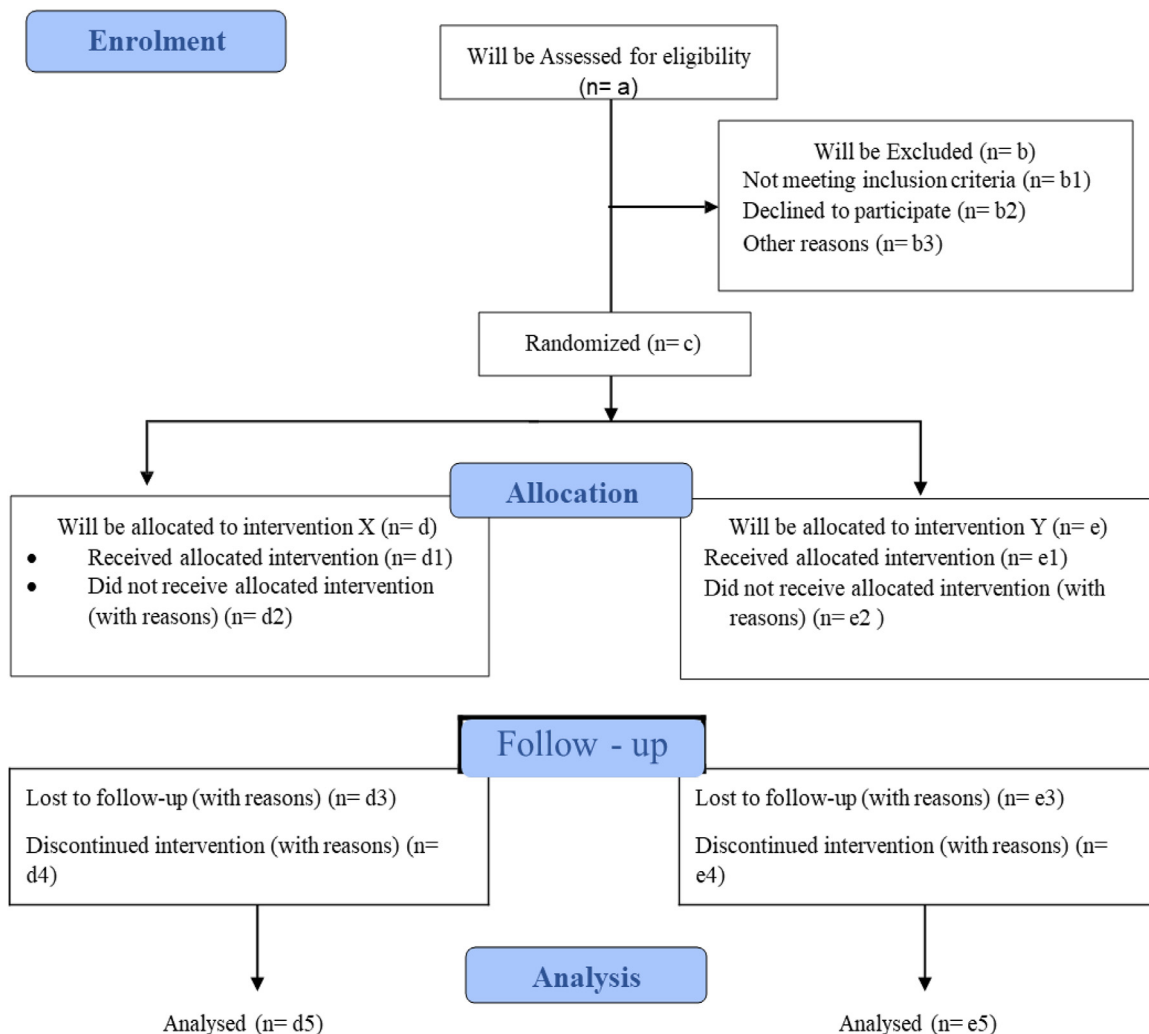 Enrolment
Will be Assessed for eligibility
(n= a)
Will be Excluded (n= b)
Not meeting inclusion criteria (n= b1)
Declined to participate (n= b2)
Other reasons (n= b3)
Randomized (n= c)
Allocation
Will be allocated to intervention X (n= d)
● Received allocated intervention (n= d1)
● Did not receive allocated intervention
(with reasons) (n= d2)
Will be allocated to intervention Y (n= e)
Received allocated intervention (n= e1)
Did not receive allocated intervention (with
reasons) (n= e2 )
Follow - up
Lost to follow-up (with reasons) (n= d3)
Discontinued intervention (with reasons) (n=
d4)
Lost to follow-up (with reasons) (n= e3)
Discontinued intervention (with reasons) (n=
e4)
Analysis
Analysed (n= d5)
Analysed (n= e5)